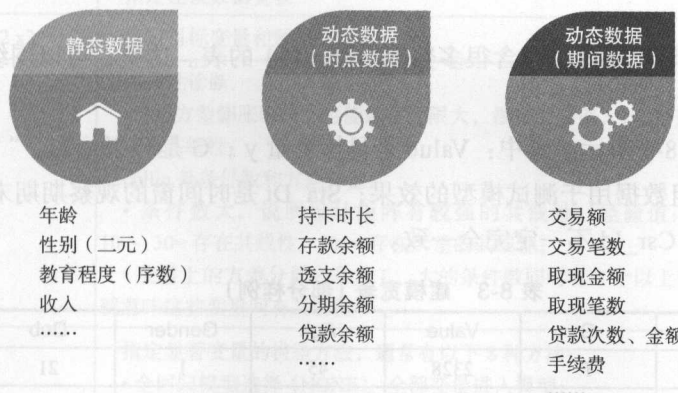 静态数据
动态数据
（时点数据）
动态数据
（期间数据）
年龄
性别（二元）
教育程度（序数）
收入
……
持卡时长
存款余额
透支余额
分期余额
贷款余额
……
交易额
交易笔数
取现金额
取现笔数
贷款次数、金额
手续费